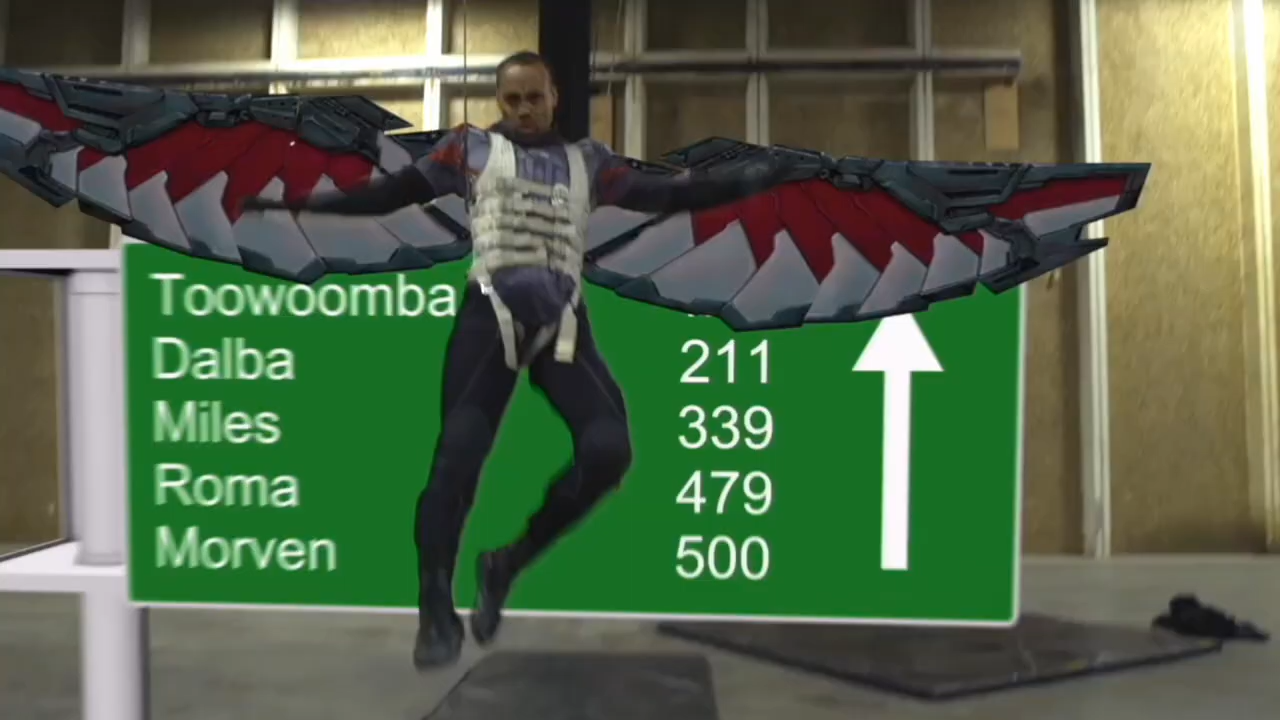 Toowoomba
Dalba 211
Miles 339
Roma 479
Morven 500